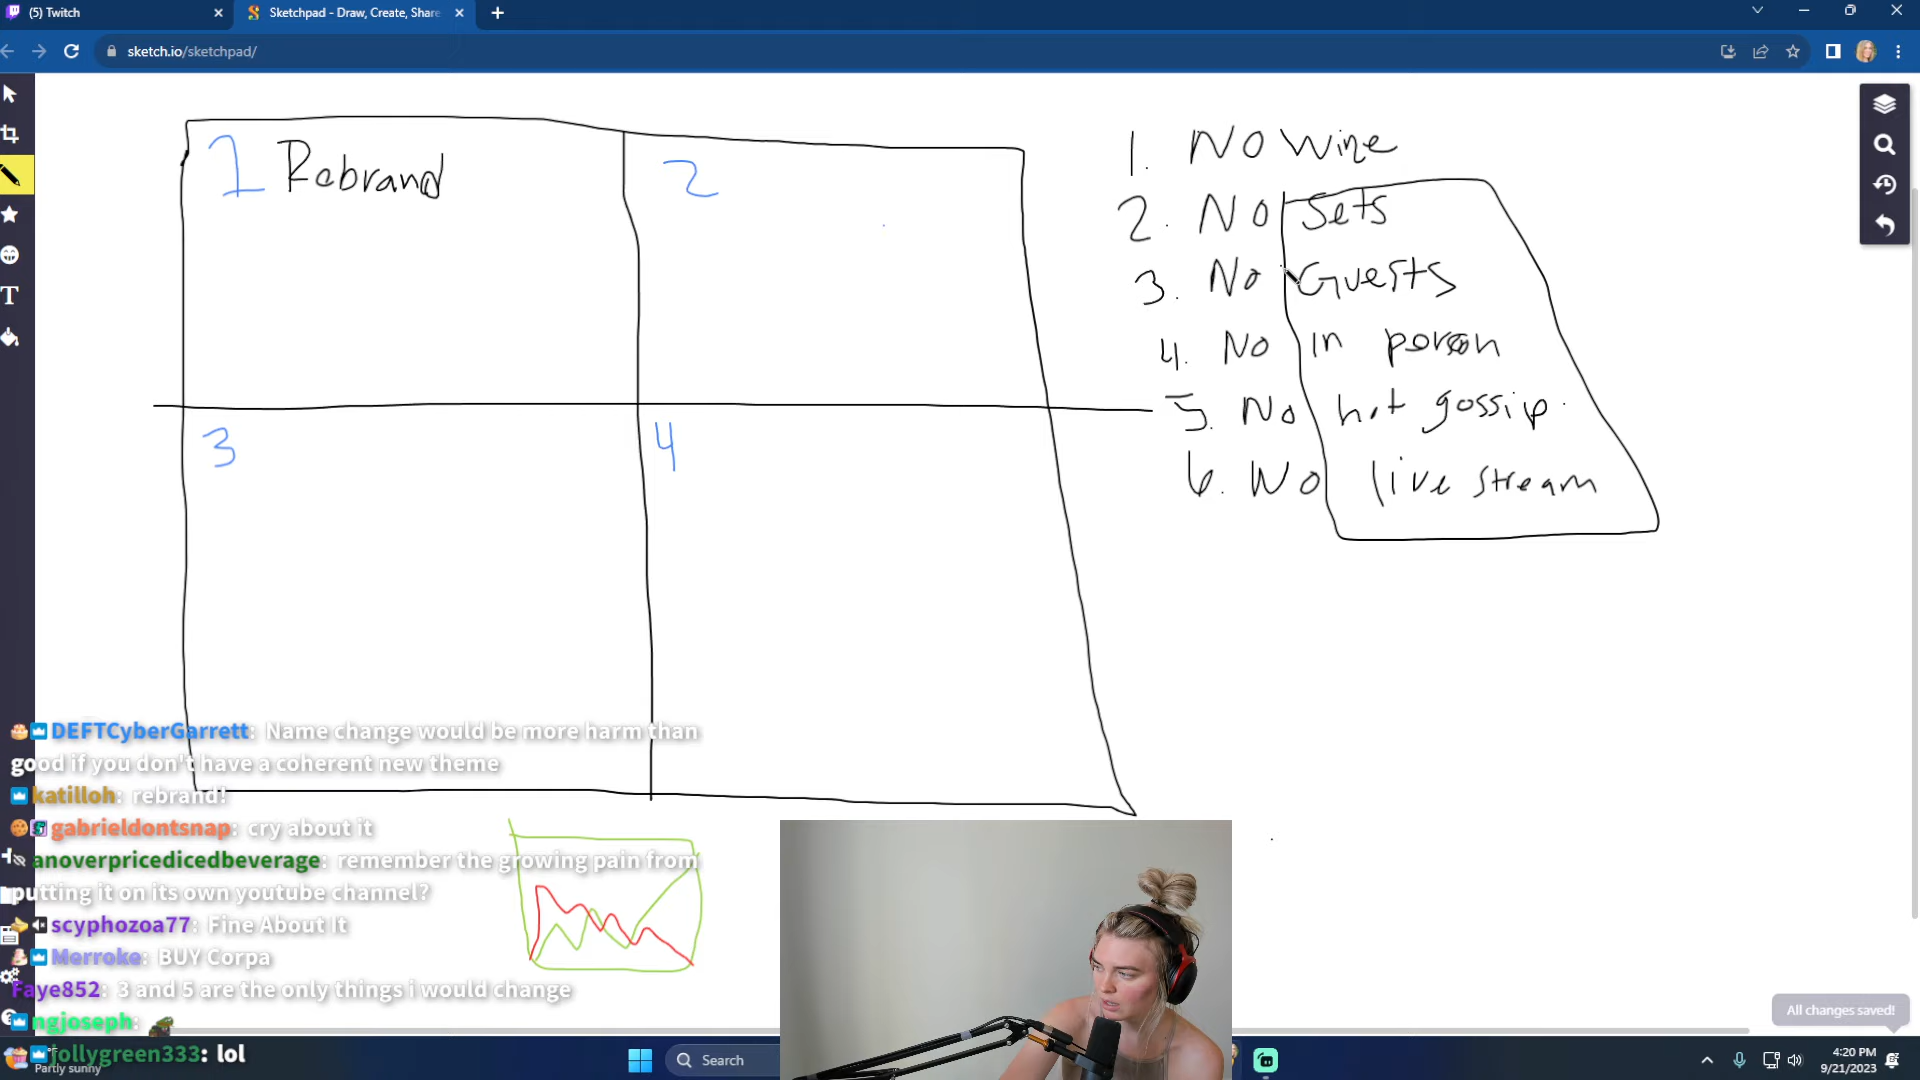 (5) Twitch
Sketchpad - Draw, Create, Share
sketch.io/sketchpad/
1 Rebrand
2
3
4
1. No Wine
2. No Sets
3. No Guests
4. No in person
5. No hot gossip
6. No live stream
T
DEFTCyberGarrett: Name change would be more harm than
good if you don't have a coherent new theme
katilloh: rebrand!
gabrieldontsnap: cry about it
anoverpricedicedbeverage: remember the growing pain from
putting it on its own youtube channel?
scyphozoa77: Fine About It
Merroke: BUY Corpa
Faye852: 3 and 5 are the only things i would change
ngjoseph:
jollygreen333: lol
All changes saved!
Partly sunny
Search
4:20 PM
9/21/2023